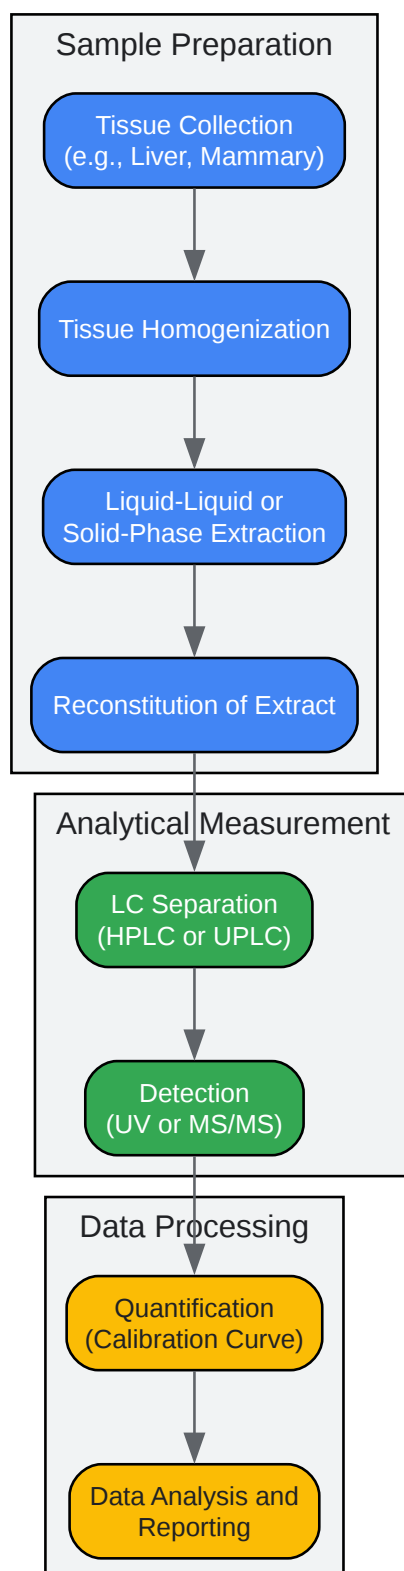 Sample Preparation
Tissue Collection
(e.g., Liver, Mammary)
Tissue Homogenization
Liquid-Liquid or
Solid-Phase Extraction
Reconstitution of Extract
Analytical Measurement
LC Separation
(HPLC or UPLC)
Detection
(UV or MS/MS)
Data Processing
Quantification
(Calibration Curve)
Data Analysis and
Reporting